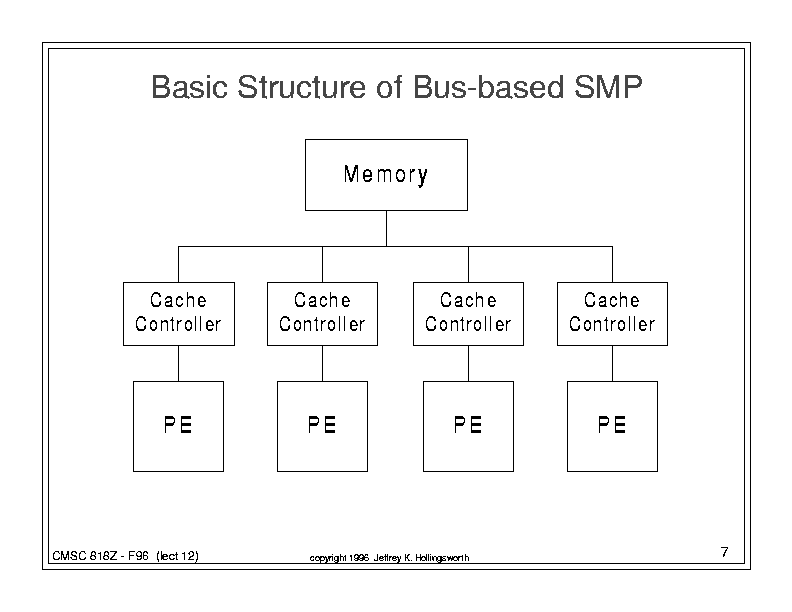 Basic Structure of Bus-based SMP
Memory
Cache
Controller
Cache
Controller
Cache
Controller
Cache
Controller
PE
PE
PE
PE
CMSC 818Z - F96 (lect 12)
copyright 1996 Jeffrey K. Hollingsworth
7